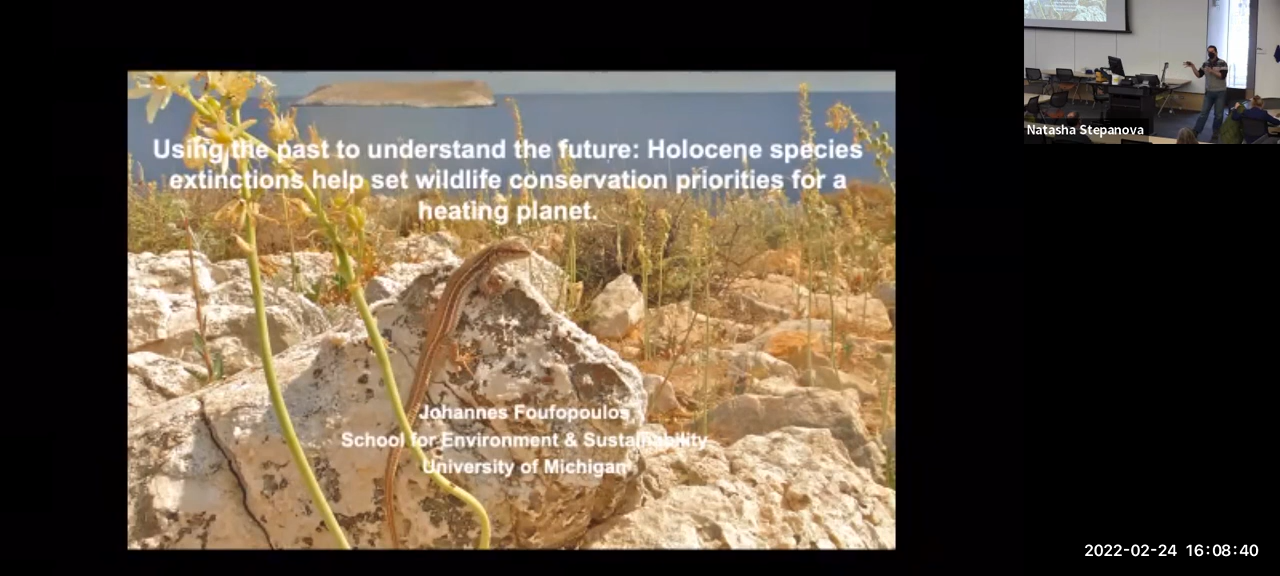 Using the past to understand the future: Holocene species
extinctions help set wildlife conservation priorities for a
heating planet.
Johannes Foufopoulos
School for Environment & Sustainability
University of Michigan
Natasha Stepanova
2022-02-24 16:08:40